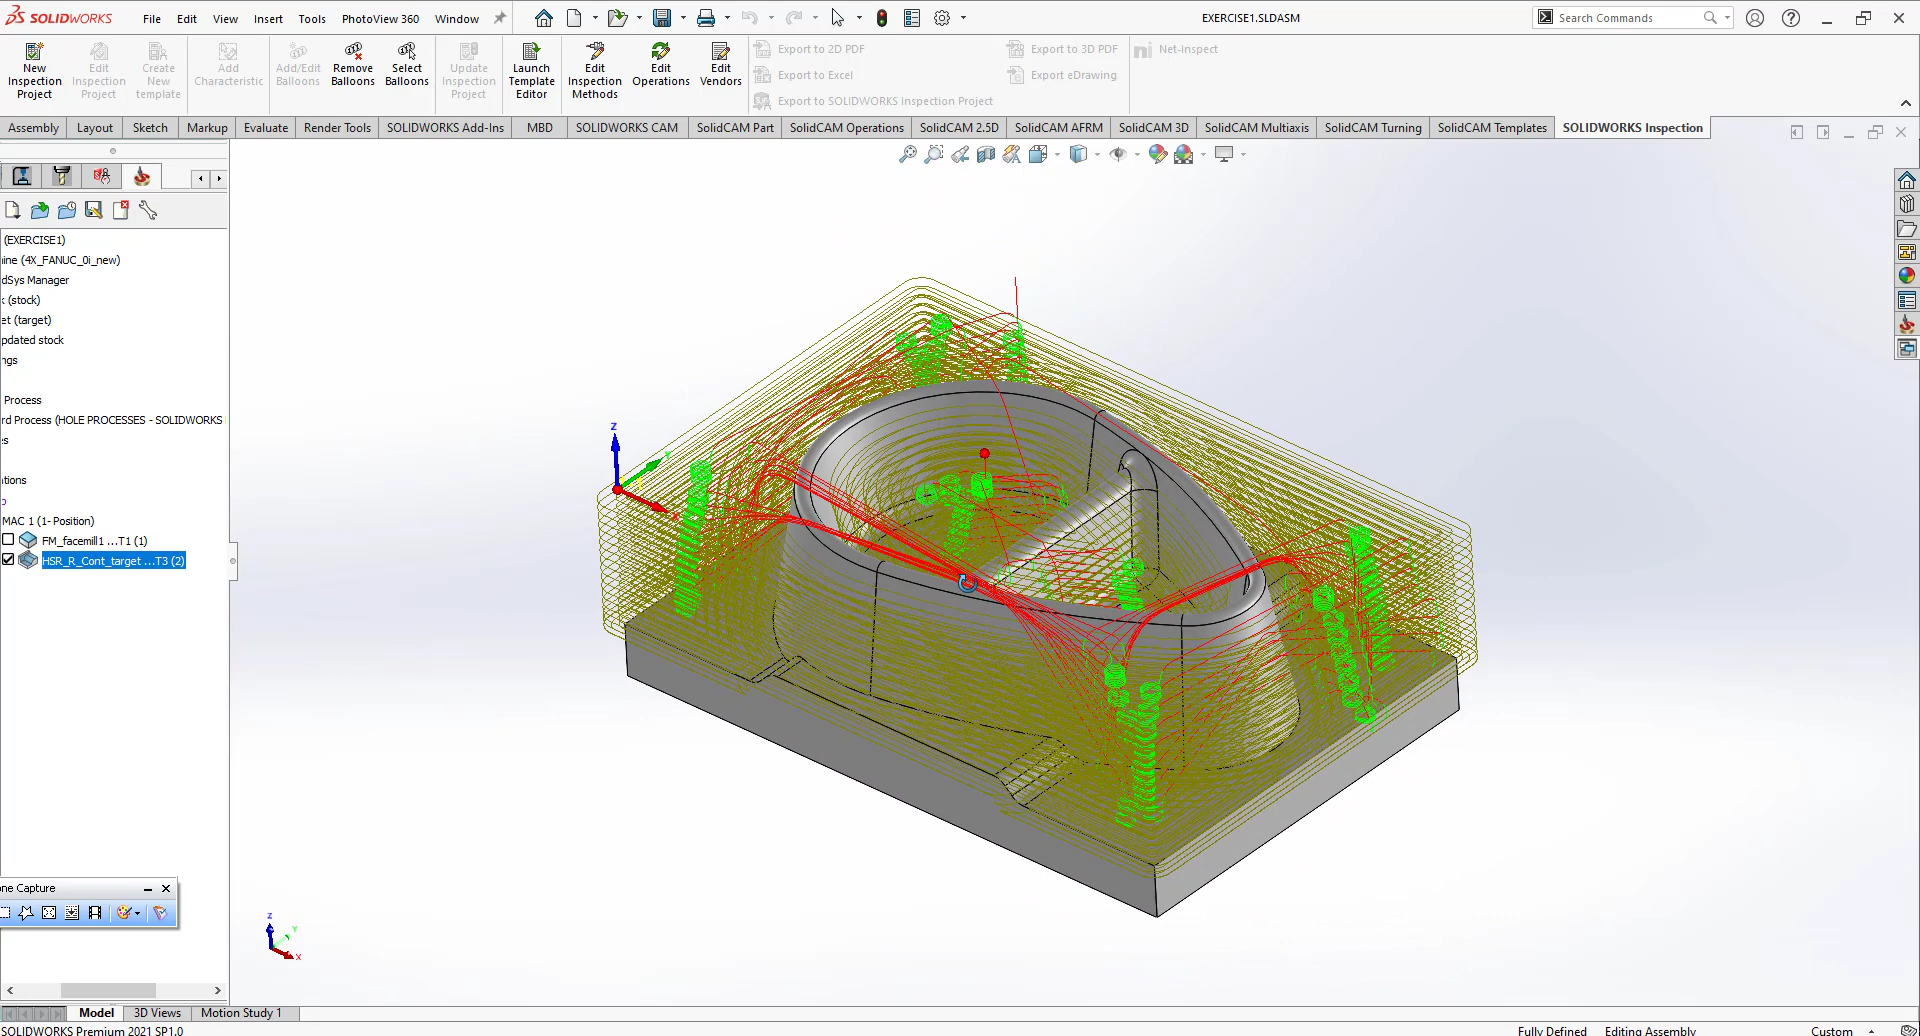 SOLIDWORKS File Edit View Insert Tools PhotoView 360 Window EXERCISE1.SLDASM Search Commands
New Inspection Project
Edit Inspection Project
Create New template
Add Characteristic
Add/Edit Balloons
Remove Balloons
Select Balloons
Update Inspection Project
Launch Template Editor
Edit Inspection Methods
Edit Operations
Edit Vendors
Export to 2D PDF
Export to Excel
Export to SOLIDWORKS Inspection Project
Export to 3D PDF
Export eDrawing
Net-Inspect
Assembly Layout Sketch Markup Evaluate Render Tools SOLIDWORKS Add-Ins MBD SOLIDWORKS CAM SolidCAM Part SolidCAM Operations SolidCAM 2.5D SolidCAM AFRM SolidCAM 3D SolidCAM Multiaxis SolidCAM Turning SolidCAM Templates SOLIDWORKS Inspection
(EXERCISE1)
ine (4X_FANUC_0i_new)
dSys Manager
(stock)
et (target)
pdated stock
ngs
Process
rd Process (HOLE PROCESSES - SOLIDWORKS
es
tions
MAC 1 (1- Position)
FM_facemill1 ...T1 (1)
HSR_R_Cont_target ...T3 (2)
Z
Y
X
ne Capture
Z
Y
X
Model 3D Views Motion Study 1
SOLIDWORKS Premium 2021 SP1.0 Fully Defined Editing Assembly Custom